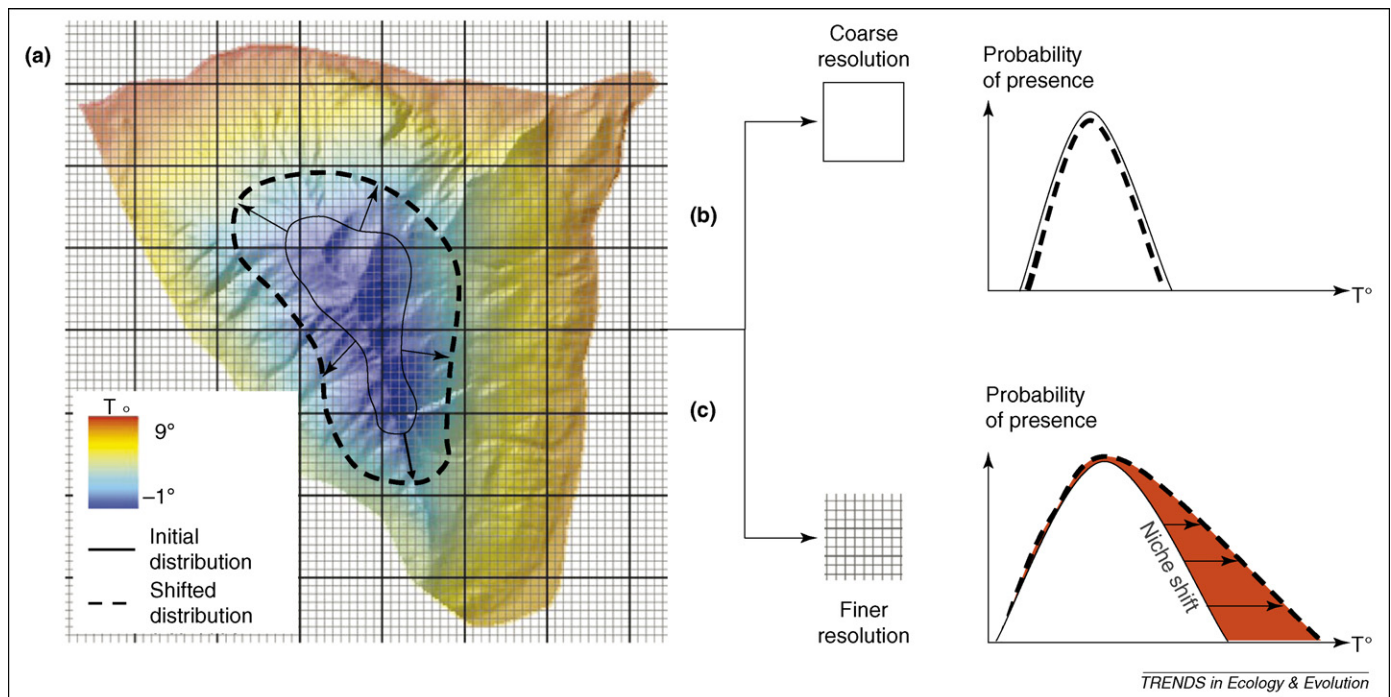 (a)
T °
9°
–1°
Initial
distribution
Shifted
distribution
Coarse
resolution
(b)
Probability
of presence
T°
(c)
Finer
resolution
Probability
of presence
Niche shift
T°
TRENDS in Ecology & Evolution